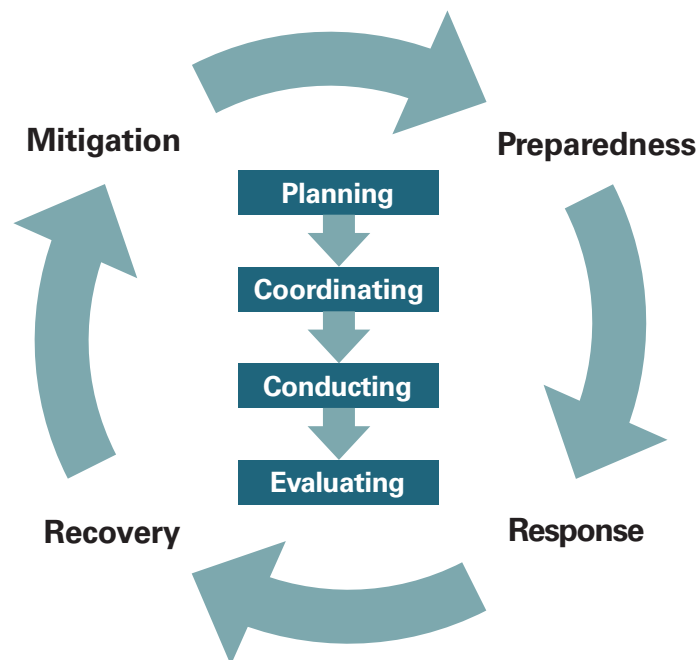 Mitigation
Preparedness
Planning
Coordinating
Conducting
Evaluating
Recovery
Response